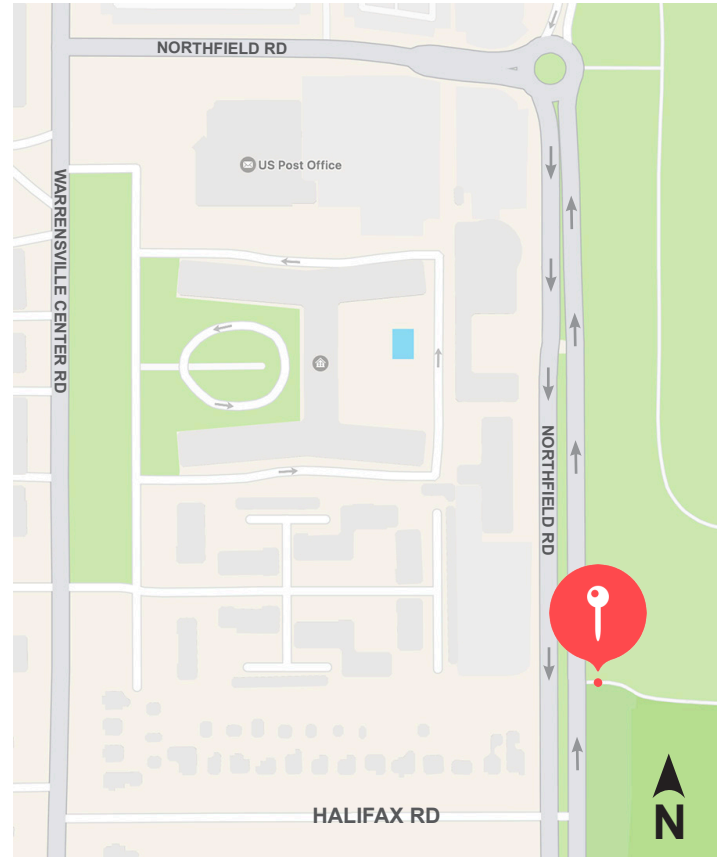 NORTHFIELD RD
US Post Office
WARRENSVILLE CENTER RD
NORTHFIELD RD
HALIFAX RD
N